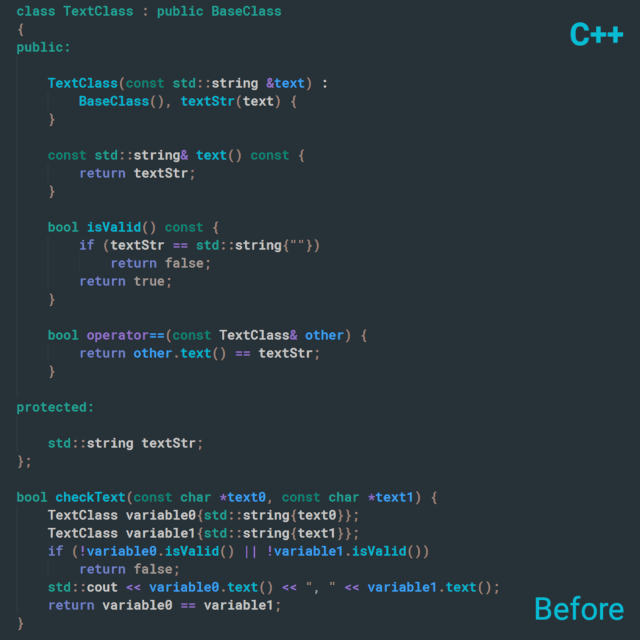 class TextClass : public BaseClass
C++
{
public:
TextClass(const std::string &text) :
BaseClass(), textStr(text) {
}
const std::string& text() const {
return textStr;
}
bool isValid() const {
if (textStr == std::string{""})
return false;
return true;
}
bool operator==(const TextClass& other) {
return other.text() == textStr;
}
protected:
std::string textStr;
};
bool checkText(const char *text0, const char *text1) {
TextClass variable0{std::string{text0}};
TextClass variable1{std::string{text1}};
if (!variable0.isValid() || !variable1.isValid())
return false;
std::cout << variable0.text() << ", " << variable1.text();
return variable0 == variable1;
}
Before